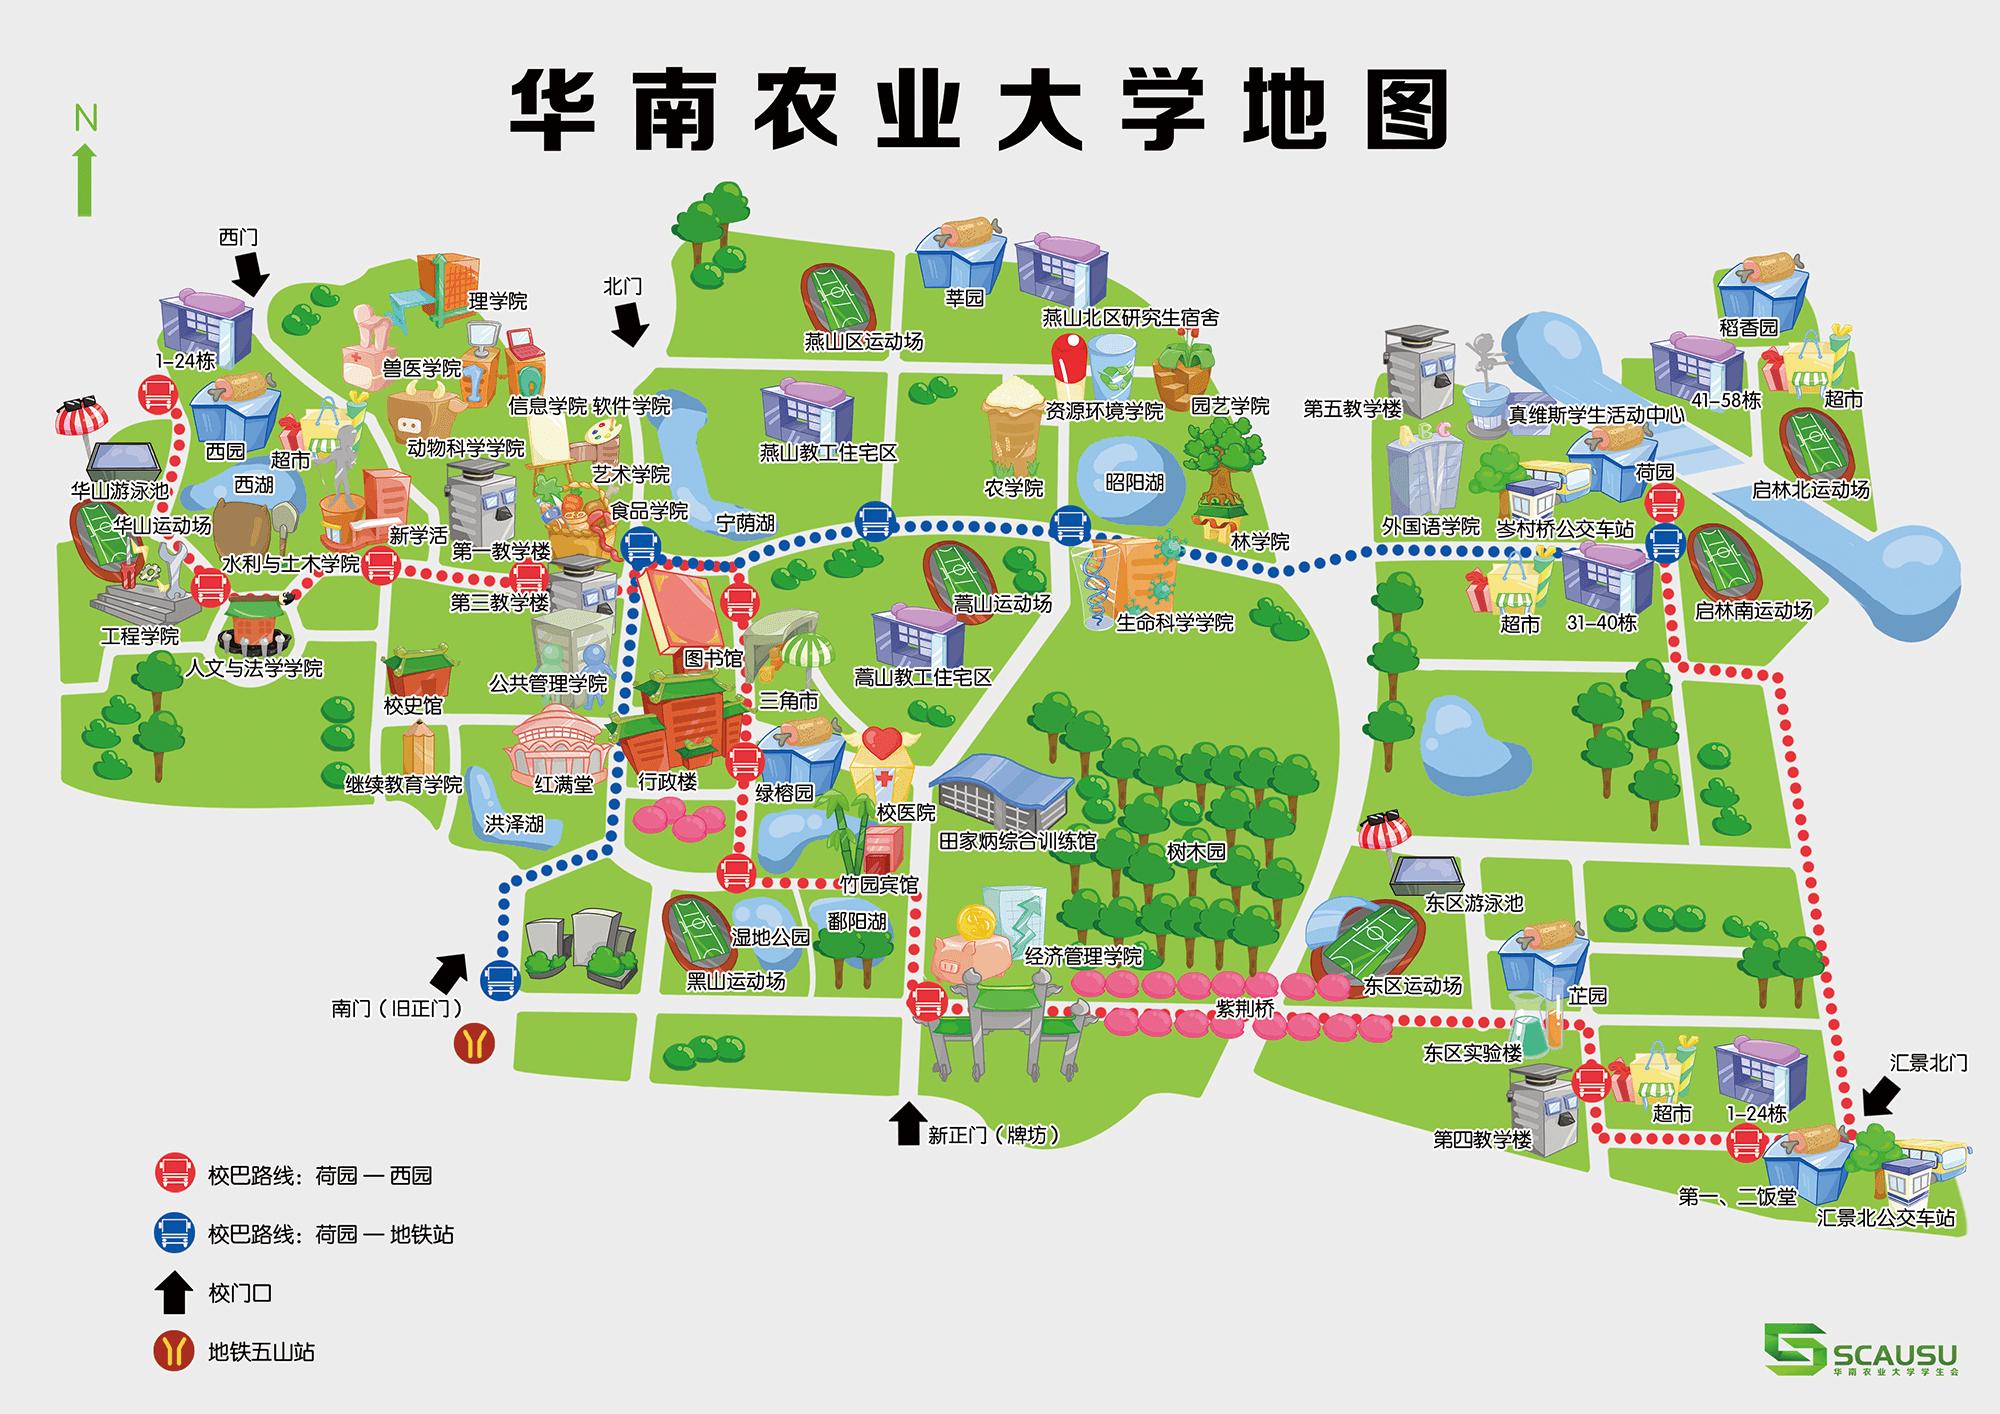 华南农业大学地图
N
西门
北门
理学院
莘园
燕山北区研究生宿舍
燕山区运动场
稻香园
1-24栋
兽医学院
信息学院
软件学院
资源环境学院
园艺学院
第五教学楼
真维斯学生活动中心
41-58栋
超市
西园
超市
动物科学学院
燕山教工住宅区
华山游泳池
西湖
艺术学院
农学院
昭阳湖
荷园
启林北运动场
华山运动场
新学活
食品学院
宁荫湖
外国语学院
岑村桥公交车站
水利与土木学院
第一教学楼
林学院
工程学院
第三教学楼
蒿山运动场
生命科学学院
超市
31-40栋
启林南运动场
人文与法学学院
公共管理学院
图书馆
蒿山教工住宅区
校史馆
三角市
继续教育学院
红满堂
行政楼
绿榕园
校医院
洪泽湖
田家炳综合训练馆
树木园
竹园宾馆
东区游泳池
湿地公园
鄱阳湖
黑山运动场
经济管理学院
东区运动场
芷园
南门（旧正门）
紫荆桥
东区实验楼
汇景北门
新正门（牌坊）
第四教学楼
超市
1-24栋
第一、二饭堂
汇景北公交车站
校巴路线：荷园 — 西园
校巴路线：荷园 — 地铁站
校门口
地铁五山站
SCAUSU
华南农业大学学生会
ABC
1
0